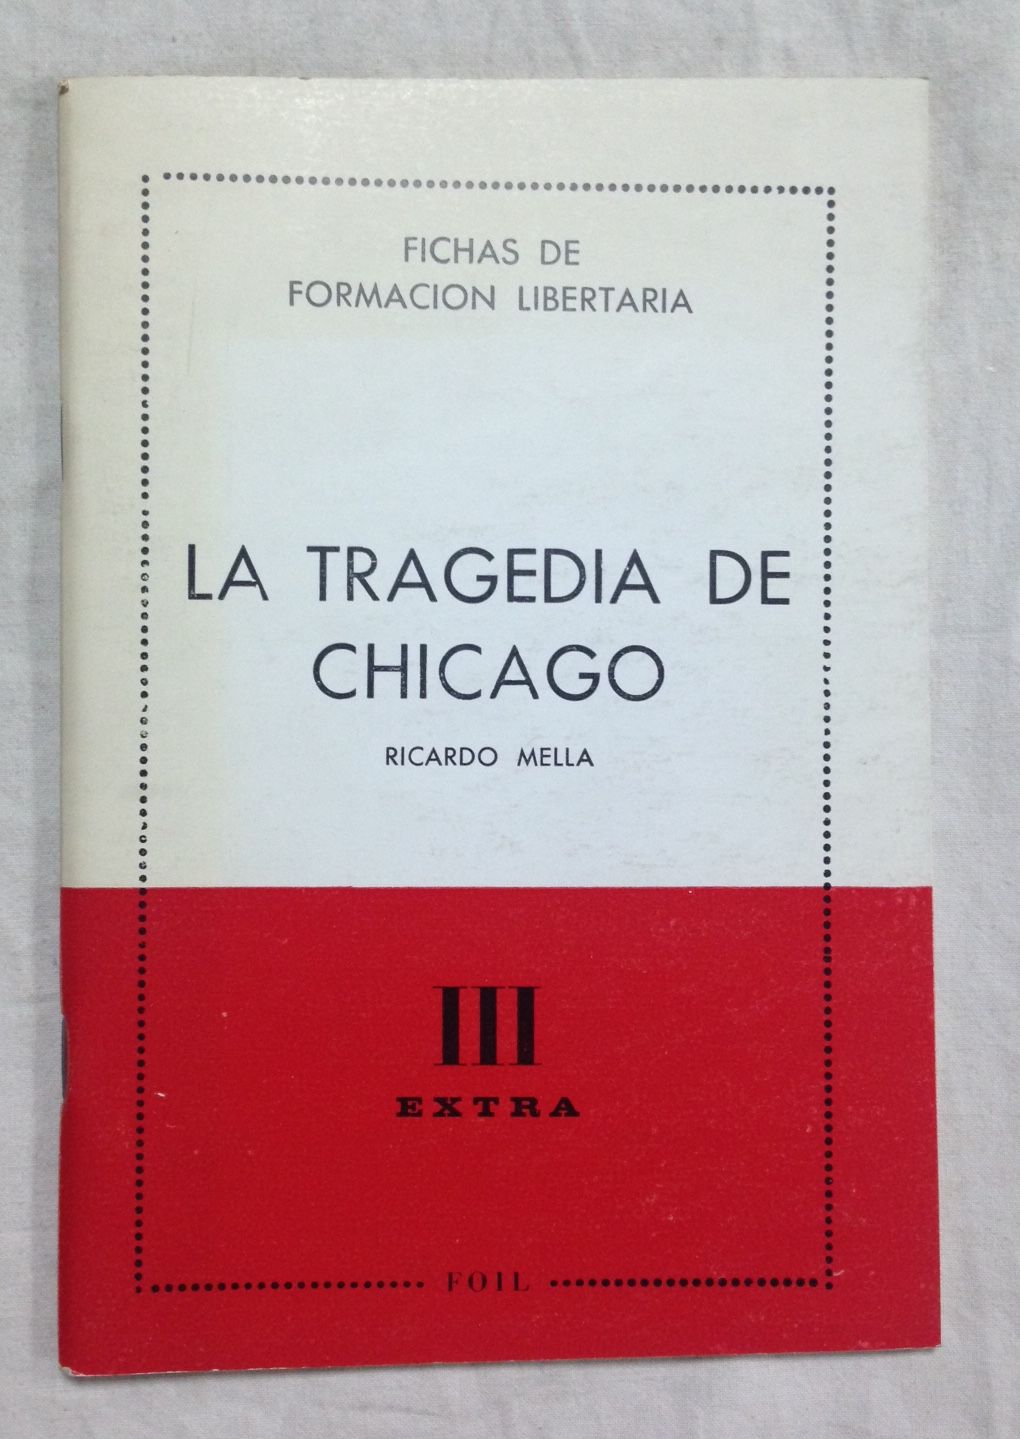 FICHAS DE
FORMACION LIBERTARIA
LA TRAGEDIA DE
CHICAGO
RICARDO MELLA
III
EXTRA
FOIL